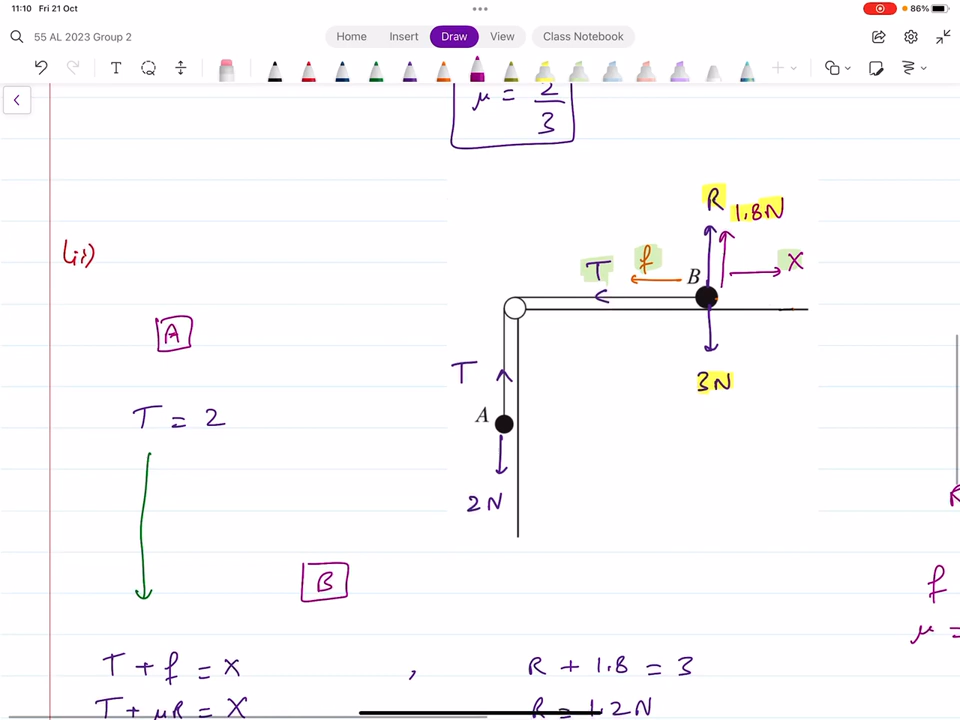 11:10 Fri 21 Oct
86%
55 AL 2023 Group 2
Home Insert Draw View Class Notebook
μ = 2/3
R 1.8N
(ii)
T f B X
A
T
3N
A
T = 2
2N
B
f
μ =
T + f = X , R + 1.8 = 3
T + μR = X R = 1.2N